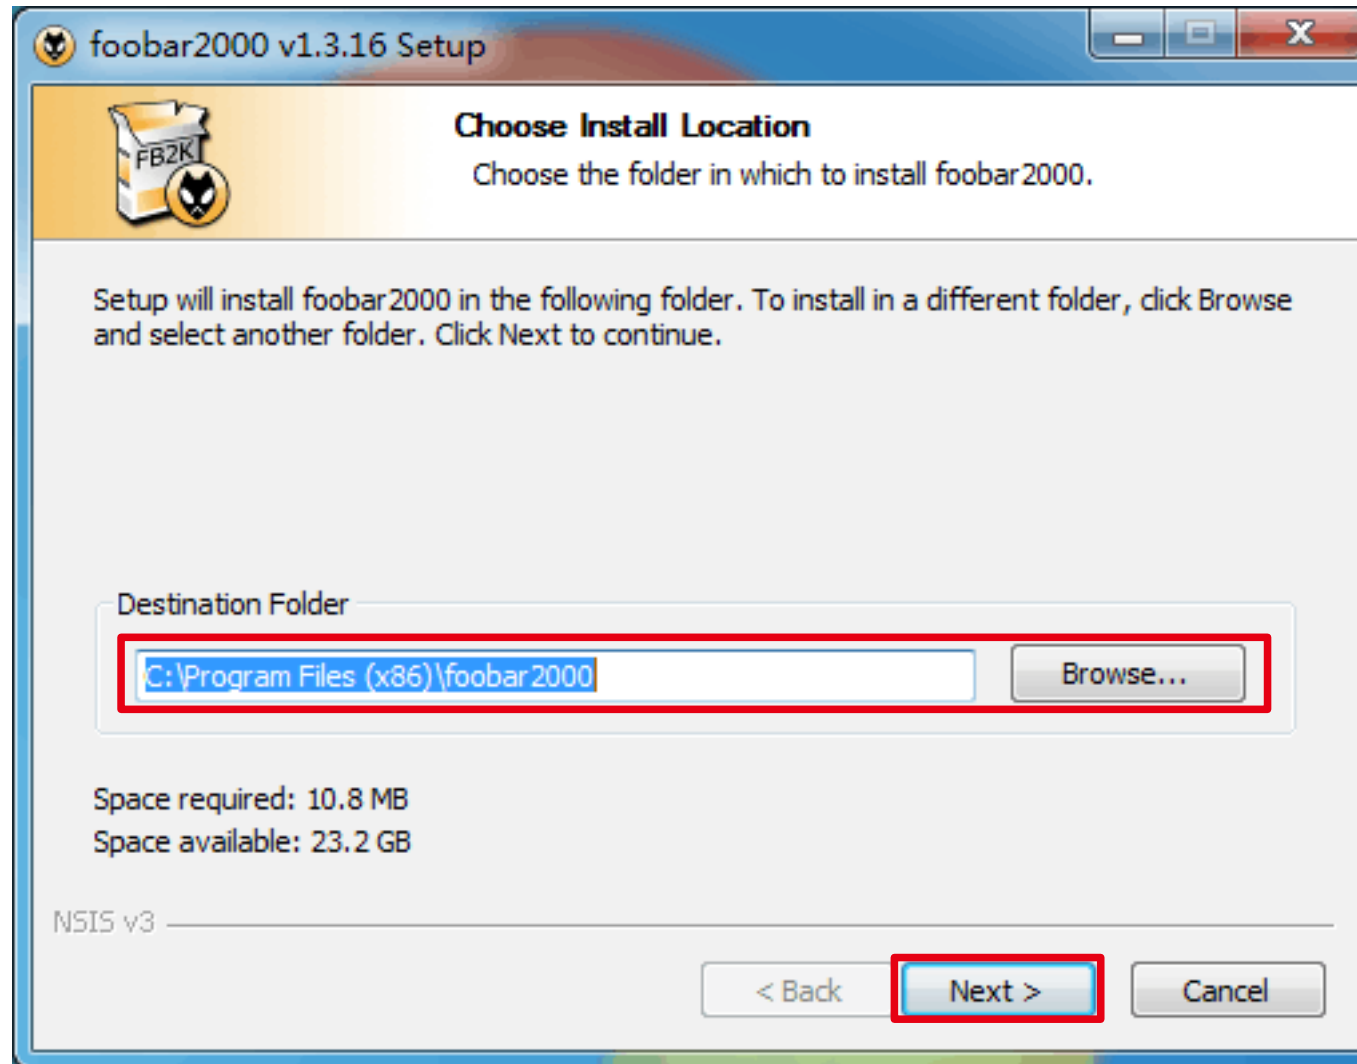 foobar2000 v1.3.16 Setup
FB2K
Choose Install Location
Choose the folder in which to install foobar2000.
Setup will install foobar2000 in the following folder. To install in a different folder, click Browse
and select another folder. Click Next to continue.
Destination Folder
C:\Program Files (x86)\foobar2000
Browse...
Space required: 10.8 MB
Space available: 23.2 GB
NSIS v3
< Back
Next >
Cancel